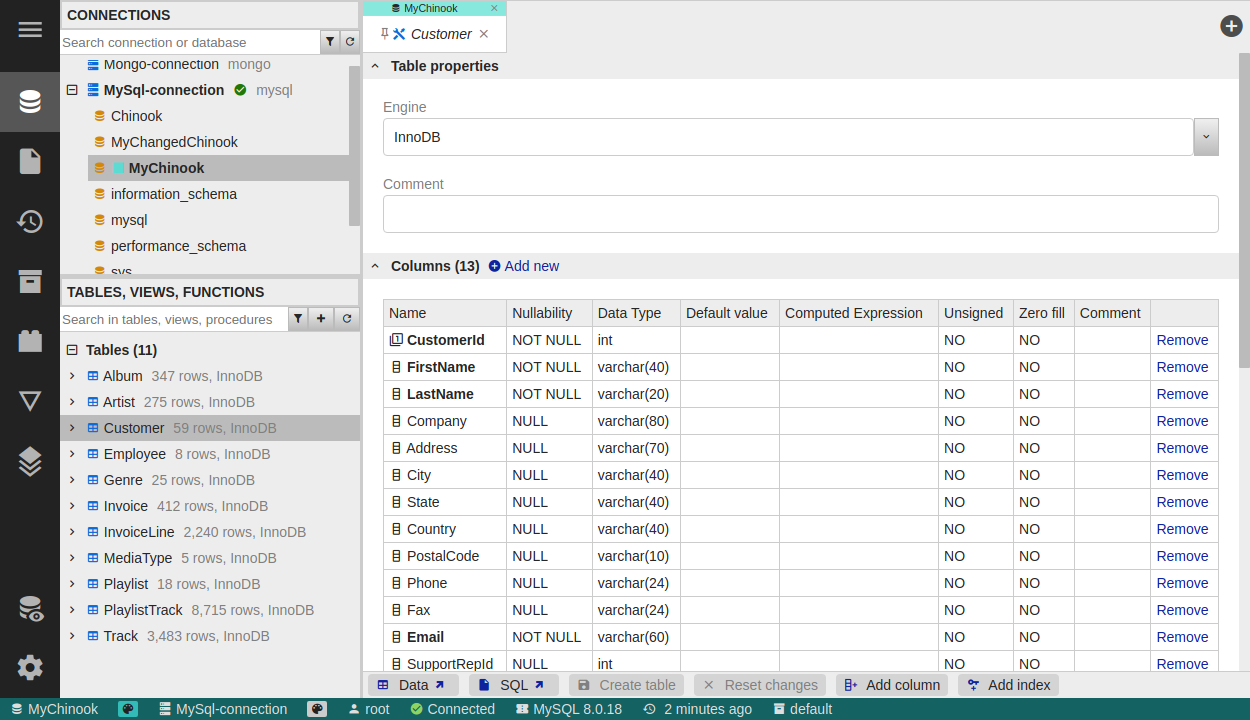 CONNECTIONS
Search connection or database
Mongo-connection mongo
MySql-connection mysql
Chinook
MyChangedChinook
MyChinook
information_schema
mysql
performance_schema
sys
TABLES, VIEWS, FUNCTIONS
Search in tables, views, procedures
Tables (11)
Album 347 rows, InnoDB
Artist 275 rows, InnoDB
Customer 59 rows, InnoDB
Employee 8 rows, InnoDB
Genre 25 rows, InnoDB
Invoice 412 rows, InnoDB
InvoiceLine 2,240 rows, InnoDB
MediaType 5 rows, InnoDB
Playlist 18 rows, InnoDB
PlaylistTrack 8,715 rows, InnoDB
Track 3,483 rows, InnoDB
MyChinook
Customer
Table properties
Engine
InnoDB
Comment
Columns (13) Add new
Name Nullability Data Type Default value Computed Expression Unsigned Zero fill Comment
CustomerId NOT NULL int NO NO Remove
FirstName NOT NULL varchar(40) NO NO Remove
LastName NOT NULL varchar(20) NO NO Remove
Company NULL varchar(80) NO NO Remove
Address NULL varchar(70) NO NO Remove
City NULL varchar(40) NO NO Remove
State NULL varchar(40) NO NO Remove
Country NULL varchar(40) NO NO Remove
PostalCode NULL varchar(10) NO NO Remove
Phone NULL varchar(24) NO NO Remove
Fax NULL varchar(24) NO NO Remove
Email NOT NULL varchar(60) NO NO Remove
SupportRepId NULL int NO NO Remove
Data SQL Create table Reset changes Add column Add index
MyChinook MySql-connection root Connected MySQL 8.0.18 2 minutes ago default